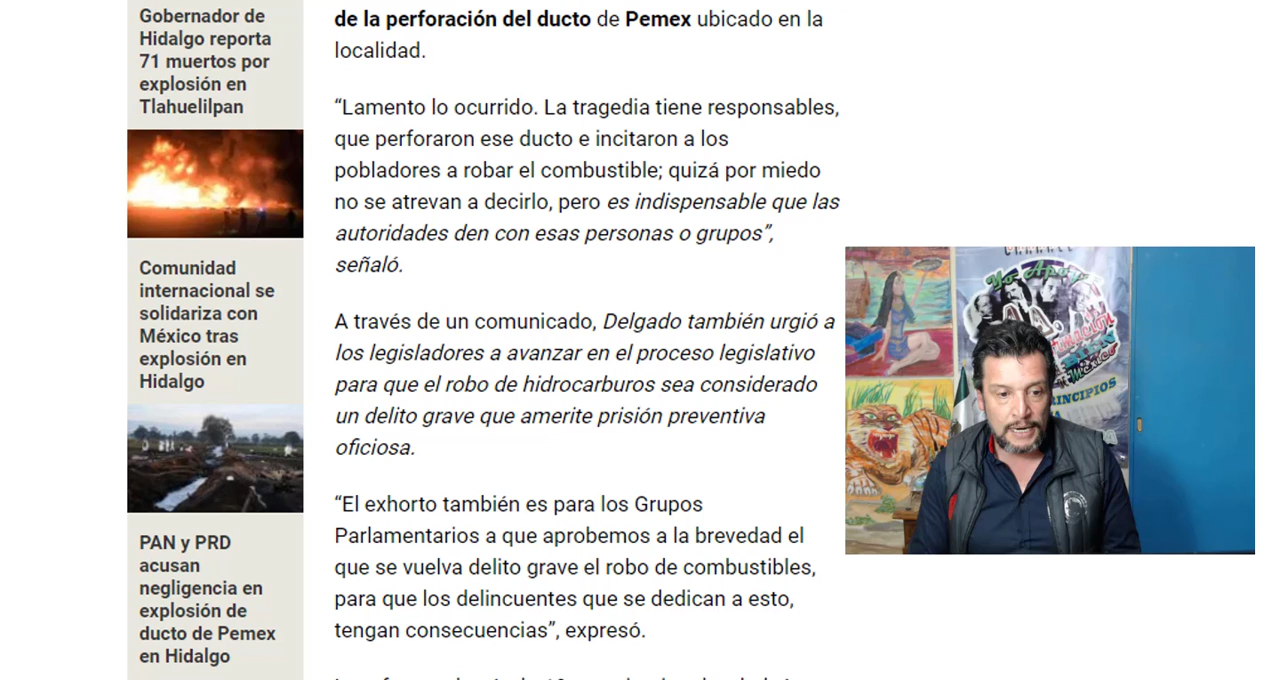 Gobernador de
Hidalgo reporta
71 muertos por
explosión en
Tlahuelilpan
Comunidad
internacional se
solidariza con
México tras
explosión en
Hidalgo
PAN y PRD
acusan
negligencia en
explosión de
ducto de Pemex
en Hidalgo
de la perforación del ducto de Pemex ubicado en la
localidad.
“Lamento lo ocurrido. La tragedia tiene responsables,
que perforaron ese ducto e incitaron a los
pobladores a robar el combustible; quizá por miedo
no se atrevan a decirlo, pero es indispensable que las
autoridades den con esas personas o grupos”,
señaló.
A través de un comunicado, Delgado también urgió a
los legisladores a avanzar en el proceso legislativo
para que el robo de hidrocarburos sea considerado
un delito grave que amerite prisión preventiva
oficiosa.
“El exhorto también es para los Grupos
Parlamentarios a que aprobemos a la brevedad el
que se vuelva delito grave el robo de combustibles,
para que los delincuentes que se dedican a esto,
tengan consecuencias”, expresó.
Yo Apoyo
México
PRINCIPIOS